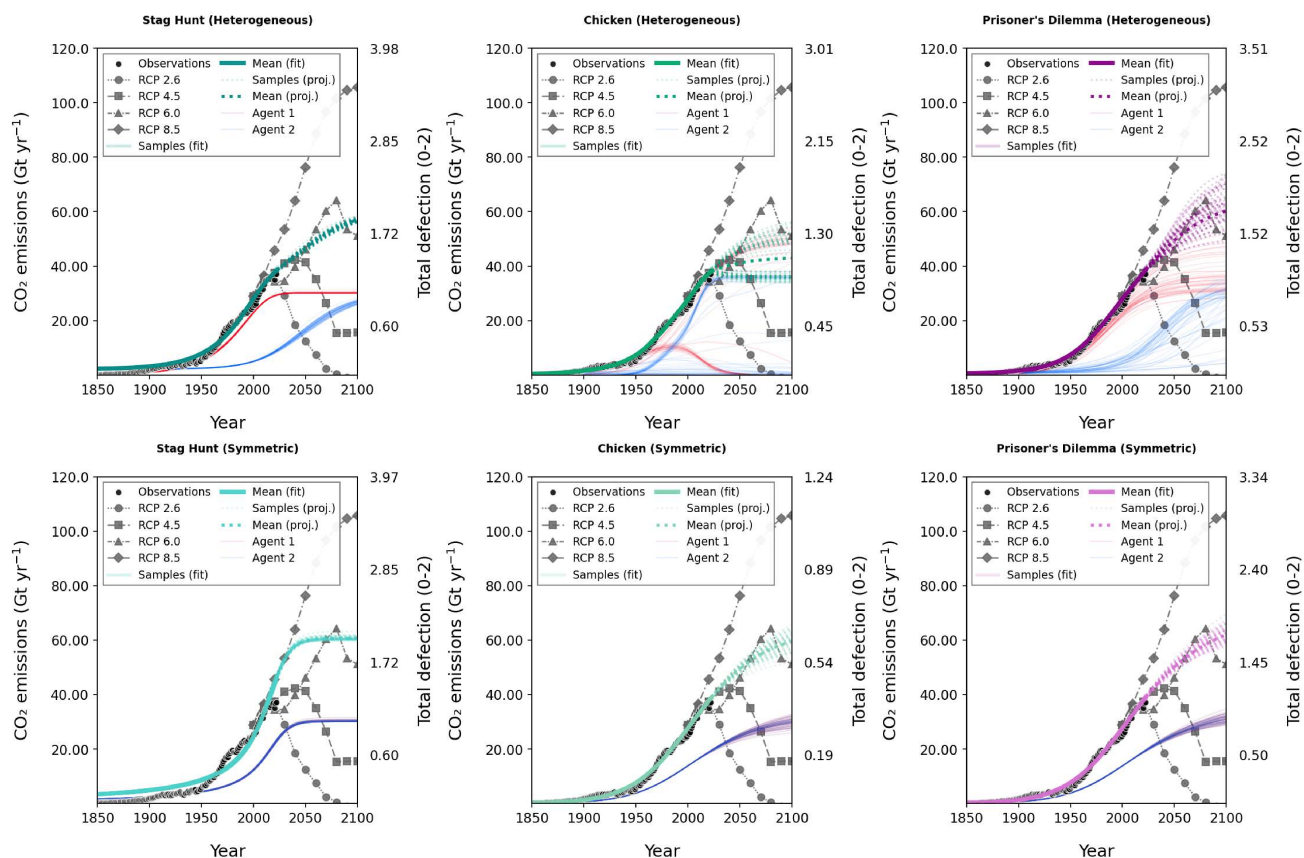 Stag Hunt (Heterogeneous)
120.0
100.0
80.00
60.00
40.00
20.00
CO₂ emissions (Gt yr⁻¹)
Observations
RCP 2.6
RCP 4.5
RCP 6.0
RCP 8.5
Samples (fit)
Mean (fit)
Samples (proj.)
Mean (proj.)
Agent 1
Agent 2
3.98
2.85
1.72
0.60
Total defection (0-2)
1850 1900 1950 2000 2050 2100
Year
Chicken (Heterogeneous)
120.0
100.0
80.00
60.00
40.00
20.00
CO₂ emissions (Gt yr⁻¹)
Observations
RCP 2.6
RCP 4.5
RCP 6.0
RCP 8.5
Samples (fit)
Mean (fit)
Samples (proj.)
Mean (proj.)
Agent 1
Agent 2
3.01
2.15
1.30
0.45
Total defection (0-2)
1850 1900 1950 2000 2050 2100
Year
Prisoner's Dilemma (Heterogeneous)
120.0
100.0
80.00
60.00
40.00
20.00
CO₂ emissions (Gt yr⁻¹)
Observations
RCP 2.6
RCP 4.5
RCP 6.0
RCP 8.5
Samples (fit)
Mean (fit)
Samples (proj.)
Mean (proj.)
Agent 1
Agent 2
3.51
2.52
1.52
0.53
Total defection (0-2)
1850 1900 1950 2000 2050 2100
Year
Stag Hunt (Symmetric)
120.0
100.0
80.00
60.00
40.00
20.00
CO₂ emissions (Gt yr⁻¹)
Observations
RCP 2.6
RCP 4.5
RCP 6.0
RCP 8.5
Samples (fit)
Mean (fit)
Samples (proj.)
Mean (proj.)
Agent 1
Agent 2
3.97
2.85
1.72
0.60
Total defection (0-2)
1850 1900 1950 2000 2050 2100
Year
Chicken (Symmetric)
120.0
100.0
80.00
60.00
40.00
20.00
CO₂ emissions (Gt yr⁻¹)
Observations
RCP 2.6
RCP 4.5
RCP 6.0
RCP 8.5
Samples (fit)
Mean (fit)
Samples (proj.)
Mean (proj.)
Agent 1
Agent 2
1.24
0.89
0.54
0.19
Total defection (0-2)
1850 1900 1950 2000 2050 2100
Year
Prisoner's Dilemma (Symmetric)
120.0
100.0
80.00
60.00
40.00
20.00
CO₂ emissions (Gt yr⁻¹)
Observations
RCP 2.6
RCP 4.5
RCP 6.0
RCP 8.5
Samples (fit)
Mean (fit)
Samples (proj.)
Mean (proj.)
Agent 1
Agent 2
3.34
2.40
1.45
0.50
Total defection (0-2)
1850 1900 1950 2000 2050 2100
Year